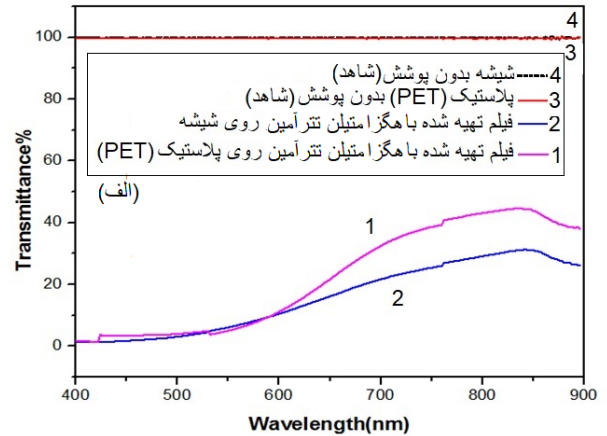 4
3
شیشه بدون پوشش(شاهد) 4
پلاستیک(PET) بدون پوشش(شاهد) 3
فیلم تهیه شده با هگزا متیلن تترآمین روی شیشه 2
فیلم تهیه شده با هگزا متیلن تترآمین روی پلاستیک(PET) 1
(الف)
Transmittance%
100
80
60
40
20
0
1
2
400 500 600 700 800 900
Wavelength(nm)